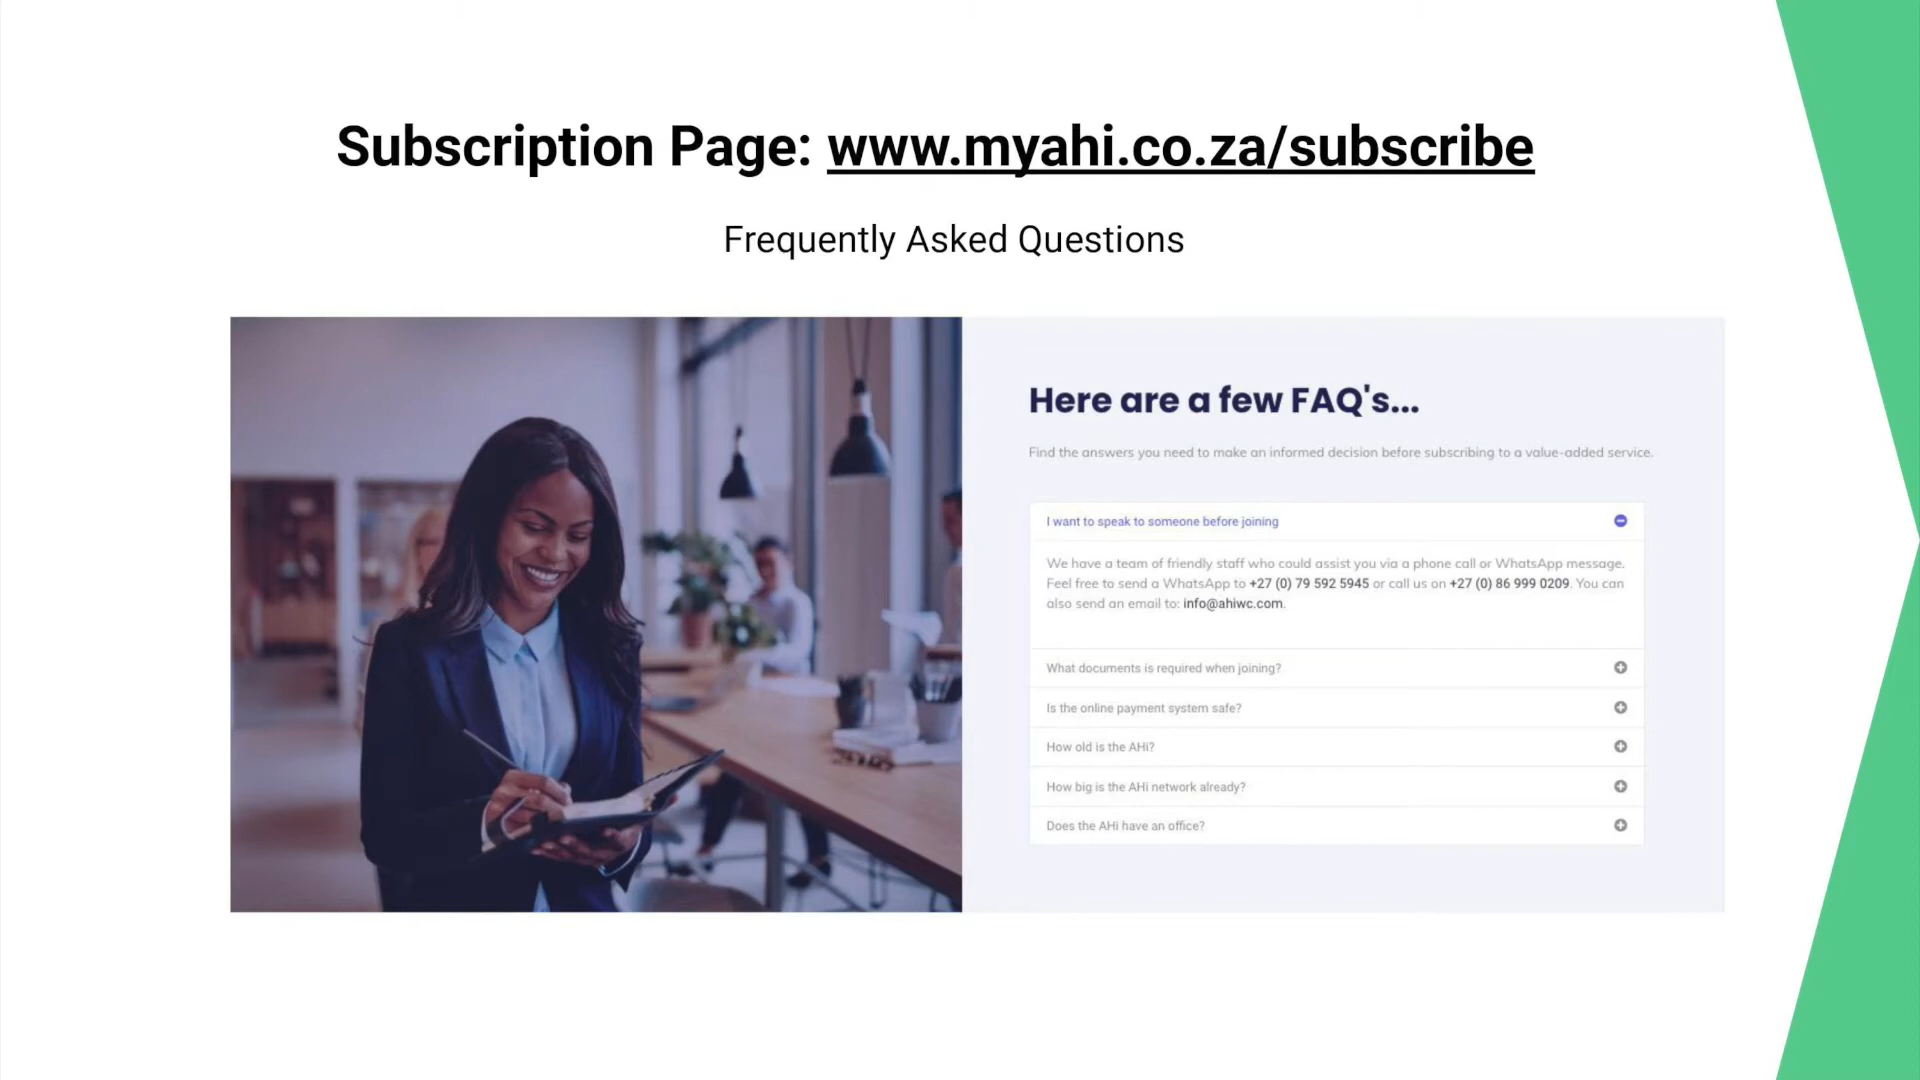 Subscription Page: www.myahi.co.za/subscribe
Frequently Asked Questions
Here are a few FAQ's...
Find the answers you need to make an informed decision before subscribing to a value-added service.
I want to speak to someone before joining
We have a team of friendly staff who could assist you via a phone call or WhatsApp message.
Feel free to send a WhatsApp to +27 (0) 79 592 5945 or call us on +27 (0) 86 999 0209. You can
also send an email to: info@ahiwc.com.
What documents is required when joining?
Is the online payment system safe?
How old is the AHi?
How big is the AHi network already?
Does the AHi have an office?